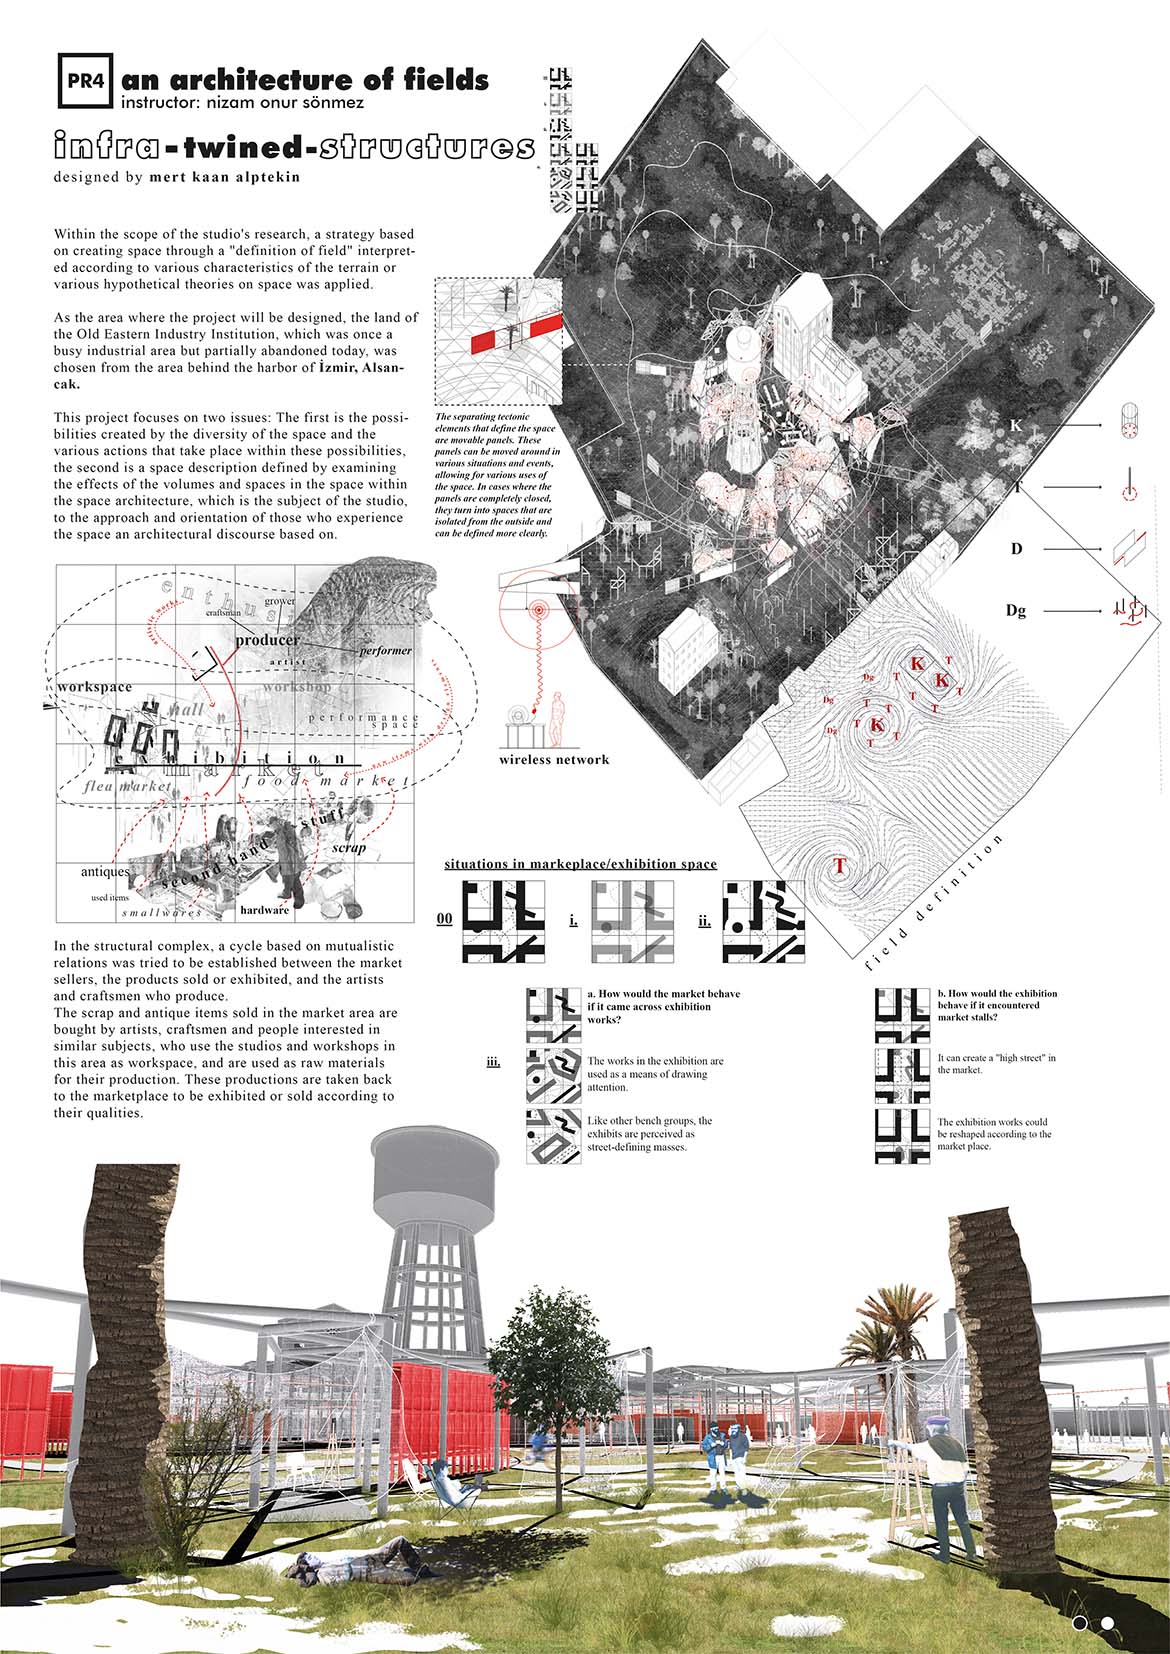 PR4
an architecture of fields
instructor: nizam onur sönmez
infra-twined-structures
designed by mert kaan alptekin
Within the scope of the studio's research, a strategy based
on creating space through a "definition of field" interpret-
ed according to various characteristics of the terrain or
various hypothetical theories on space was applied.
As the area where the project will be designed, the land of
the Old Eastern Industry Institution, which was once a
busy industrial area but partially abandoned today, was
chosen from the area behind the harbor of İzmir, Alsan-
cak.
This project focuses on two issues: The first is the possi-
bilities created by the diversity of the space and the
various actions that take place within these possibilities,
the second is a space description defined by examining
the effects of the volumes and spaces in the space within
the space architecture, which is the subject of the studio,
to the approach and orientation of those who experience
the space an architectural discourse based on.
The separating tectonic
elements that define the space
are movable panels. These
panels can be moved around in
various situations and events,
allowing for various uses of
the space. In cases where the
panels are completely closed,
they turn into spaces that are
isolated from the outside and
can be defined more clearly.
K
T
D
Dg
enthusi
grower
craftsman
producer
performer
artist
workspace
workshop
hall
performance
space
exhibition
market
flea market
food market
stuff
second hand
scrap
antiques
used items
smallwares
hardware
wireless network
K
T
K
T
T
T
Dg
Dg
T
T
T
K
T
Dg
T
T
field definition
situations in markeplace/exhibition space
00
i.
ii.
iii.
a. How would the market behave
if it came across exhibition
works?
The works in the exhibition are
used as a means of drawing
attention.
Like other bench groups, the
exhibits are perceived as
street-defining masses.
b. How would the exhibition
behave if it encountered
market stalls?
It can create a "high street" in
the market.
The exhibition works could
be reshaped according to the
market place.
In the structural complex, a cycle based on mutualistic
relations was tried to be established between the market
sellers, the products sold or exhibited, and the artists
and craftsmen who produce.
The scrap and antique items sold in the market area are
bought by artists, craftsmen and people interested in
similar subjects, who use the studios and workshops in
this area as workspace, and are used as raw materials
for their production. These productions are taken back
to the marketplace to be exhibited or sold according to
their qualities.